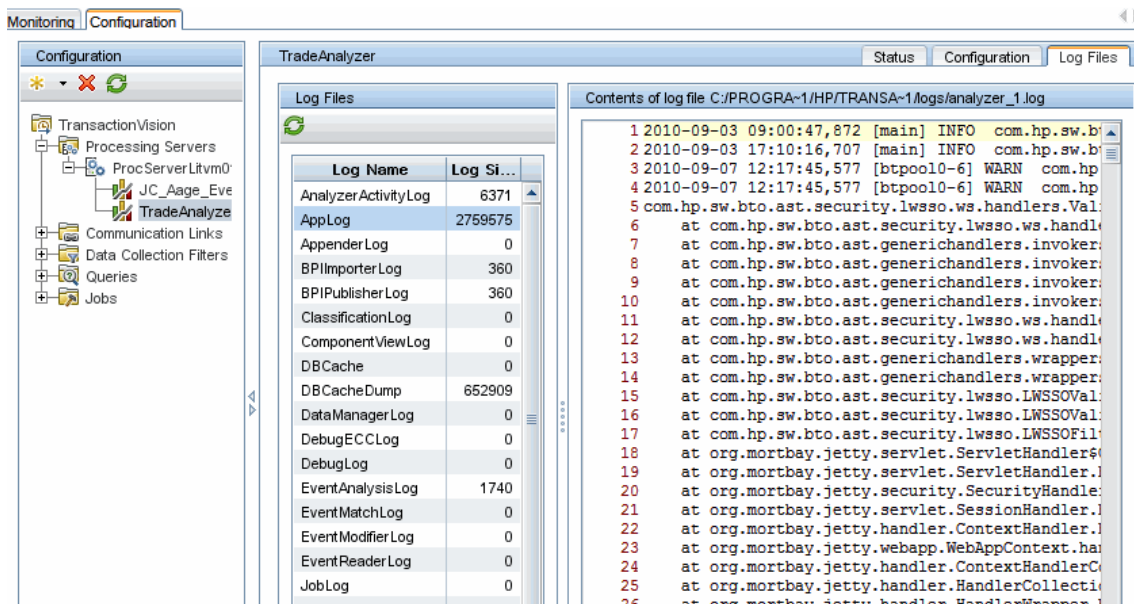 Monitoring
Configuration
Configuration
TransactionVision
Processing Servers
ProcServerLitvm0
JC_Aage_Eve
TradeAnalyze
Communication Links
Data Collection Filters
Queries
Jobs
TradeAnalyzer
Status
Configuration
Log Files
Log Files
Log Name Log Si...
AnalyzerActivityLog 6371
AppLog 2759575
AppenderLog 0
BPIImporterLog 360
BPIPublisherLog 360
ClassificationLog 0
ComponentViewLog 0
DBCache 0
DBCacheDump 652909
DataManagerLog 0
DebugECCLog 0
DebugLog 0
EventAnalysisLog 1740
EventMatchLog 0
EventModifierLog 0
EventReaderLog 0
JobLog 0
Contents of log file C:/PROGRA~1/HP/TRANSA~1/logs/analyzer_1.log
1 2010-09-03 09:00:47,872 [main] INFO com.hp.sw.bt
2 2010-09-03 17:10:16,707 [main] INFO com.hp.sw.bt
3 2010-09-07 12:17:45,577 [btpool0-6] WARN com.hp
4 2010-09-07 12:17:45,577 [btpool0-6] WARN com.hp
5 com.hp.sw.bto.ast.security.lwsso.ws.handlers.Val
6 at com.hp.sw.bto.ast.security.lwsso.ws.handle
7 at com.hp.sw.bto.ast.generichandlers.invoker
8 at com.hp.sw.bto.ast.generichandlers.invoker
9 at com.hp.sw.bto.ast.generichandlers.invoker
10 at com.hp.sw.bto.ast.generichandlers.invoker
11 at com.hp.sw.bto.ast.security.lwsso.ws.handl
12 at com.hp.sw.bto.ast.security.lwsso.ws.handl
13 at com.hp.sw.bto.ast.generichandlers.wrapper
14 at com.hp.sw.bto.ast.generichandlers.wrapper
15 at com.hp.sw.bto.ast.security.lwsso.LWSSOVal
16 at com.hp.sw.bto.ast.security.lwsso.LWSSOVal
17 at com.hp.sw.bto.ast.security.lwsso.LWSSOFil
18 at org.mortbay.jetty.servlet.ServletHandler$
19 at org.mortbay.jetty.servlet.ServletHandler.
20 at org.mortbay.jetty.security.SecurityHandle
21 at org.mortbay.jetty.servlet.SessionHandler.
22 at org.mortbay.jetty.handler.ContextHandler.
23 at org.mortbay.jetty.webapp.WebAppContext.ha
24 at org.mortbay.jetty.handler.ContextHandlerC
25 at org.mortbay.jetty.handler.HandlerCollecti
26 at org.mortbay.jetty.handler.HandlerWrapper